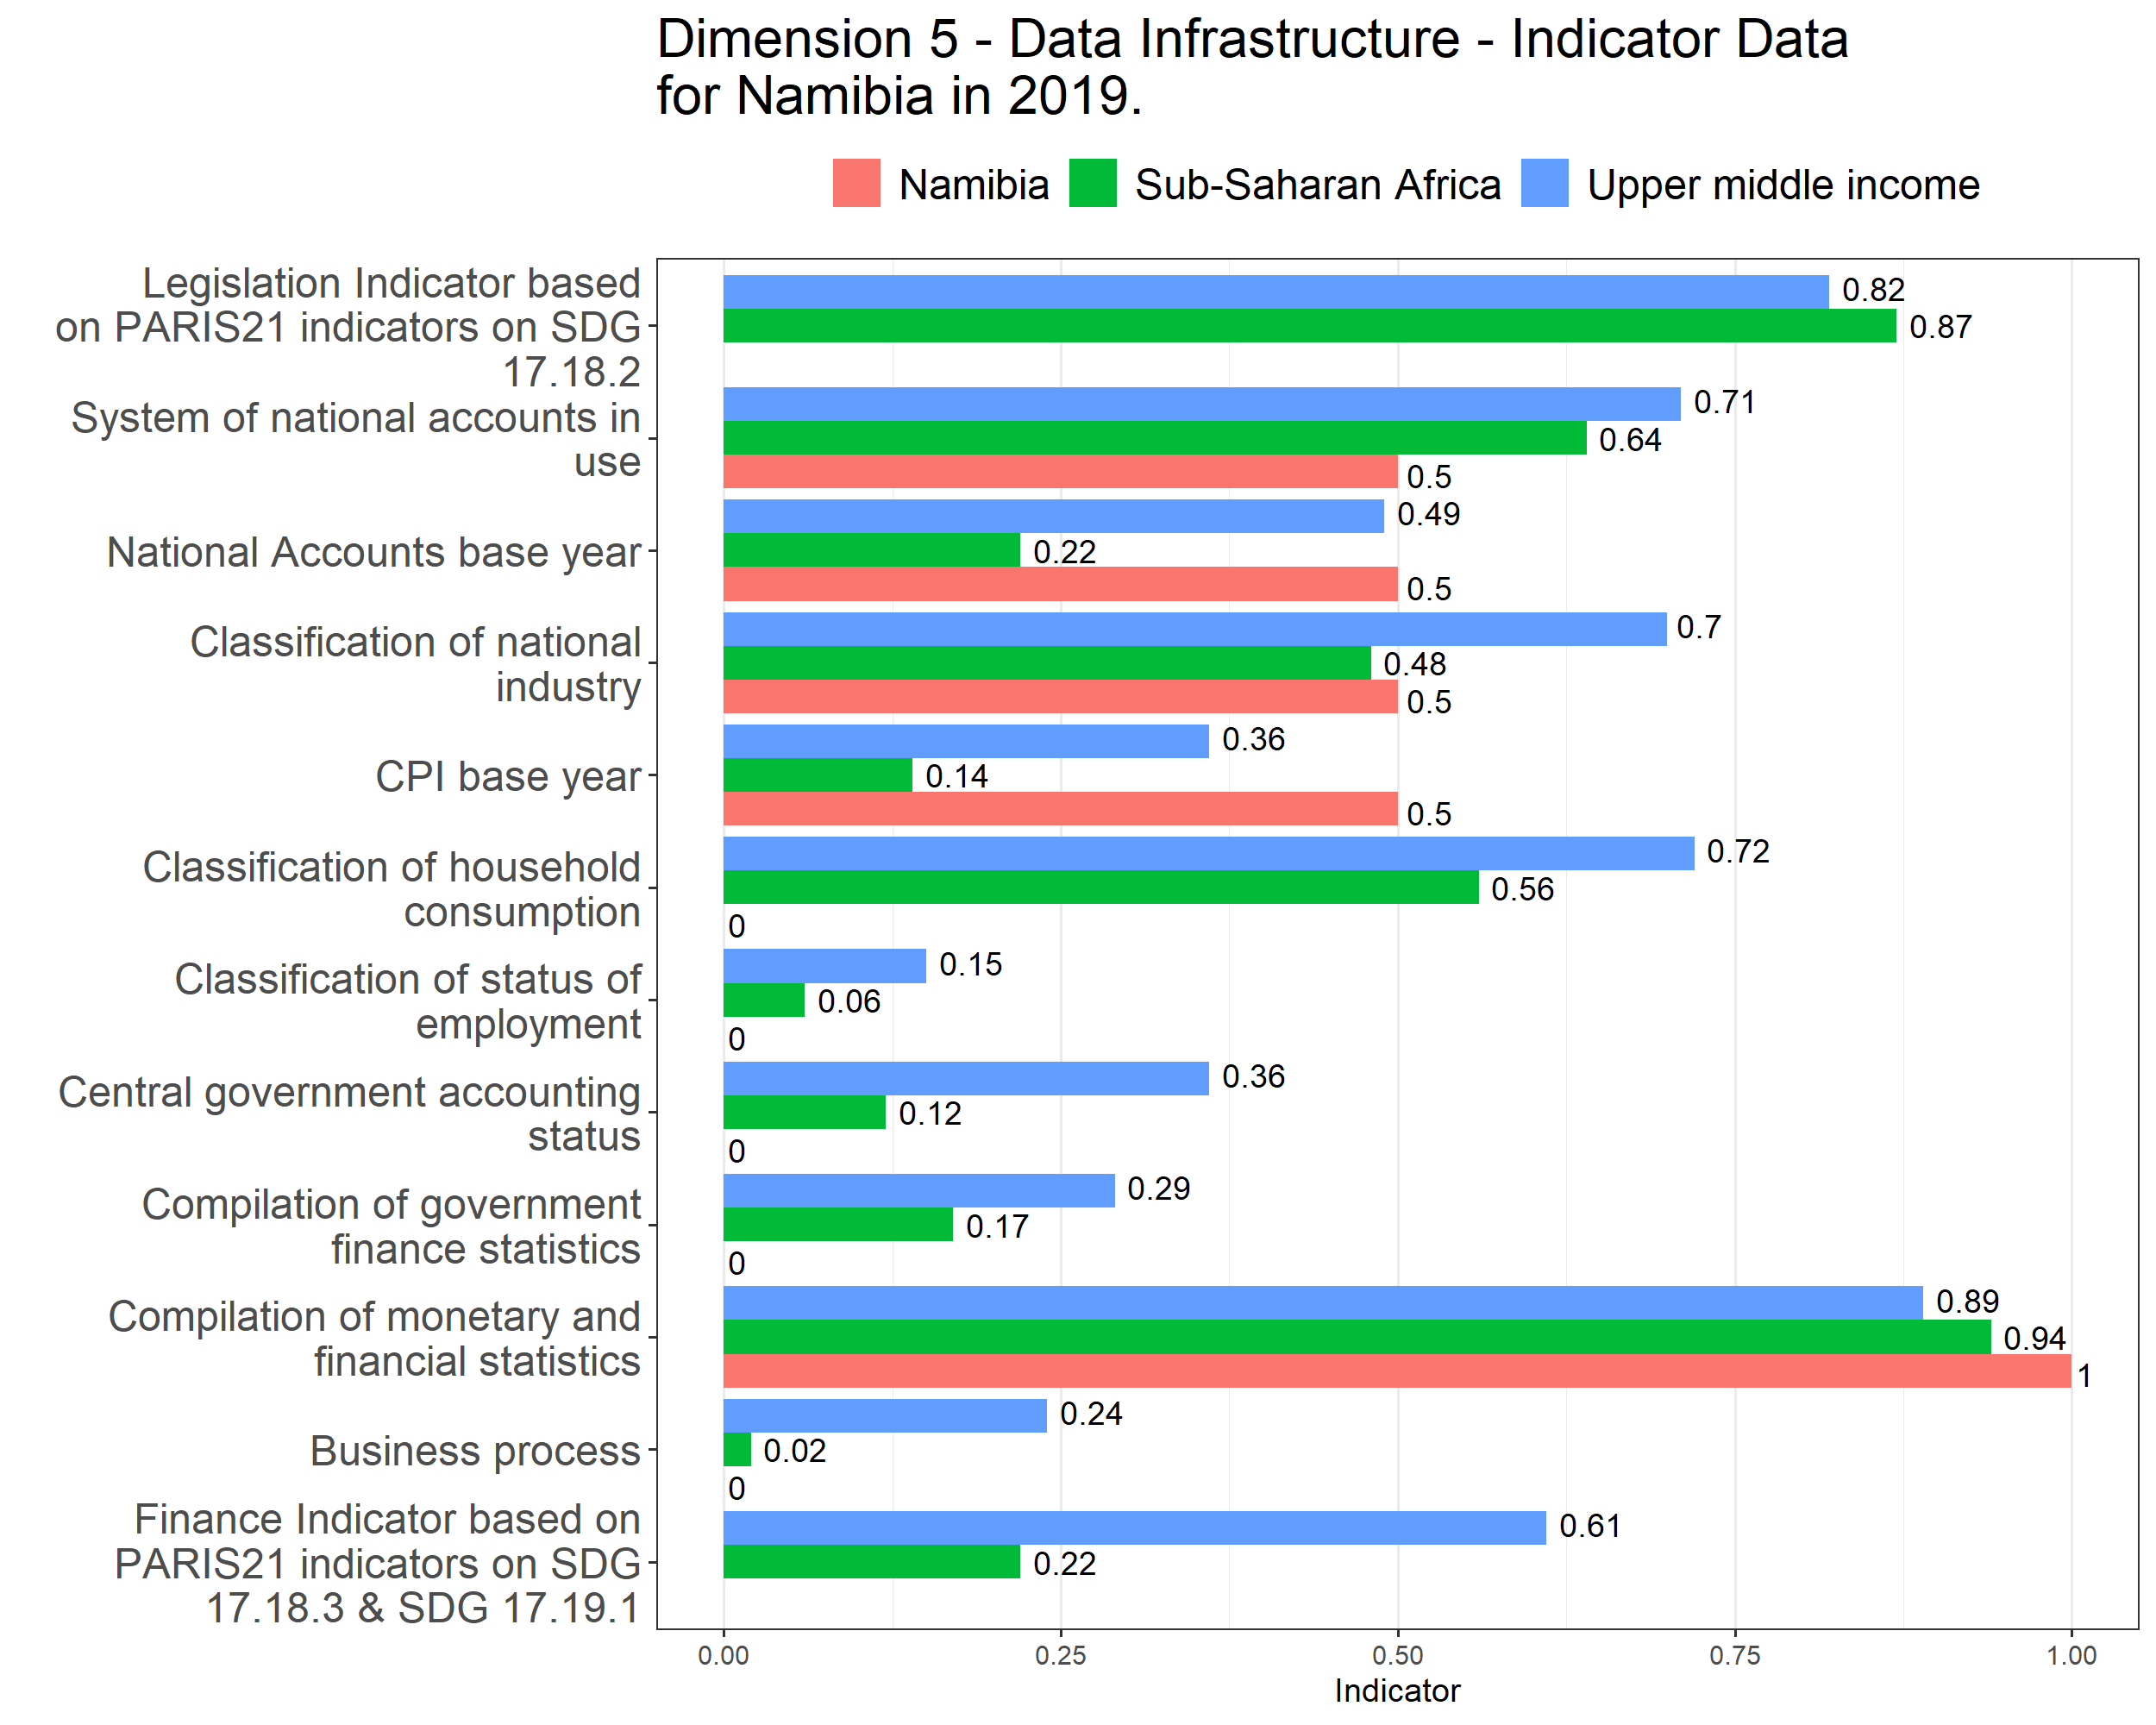 Dimension 5 - Data Infrastructure - Indicator Data
for Namibia in 2019.
Namibia Sub-Saharan Africa Upper middle income
Legislation Indicator based
on PARIS21 indicators on SDG
17.18.2
0.82
0.87
System of national accounts in
use
0.71
0.64
0.5
National Accounts base year
0.49
0.22
0.5
Classification of national
industry
0.7
0.48
0.5
CPI base year
0.36
0.14
0.5
Classification of household
consumption
0.72
0.56
0
Classification of status of
employment
0.15
0.06
0
Central government accounting
status
0.36
0.12
0
Compilation of government
finance statistics
0.29
0.17
0
Compilation of monetary and
financial statistics
0.89
0.94
1
Business process
0.24
0.02
0
Finance Indicator based on
PARIS21 indicators on SDG
17.18.3 & SDG 17.19.1
0.61
0.22
0.00 0.25 0.50 0.75 1.00
Indicator